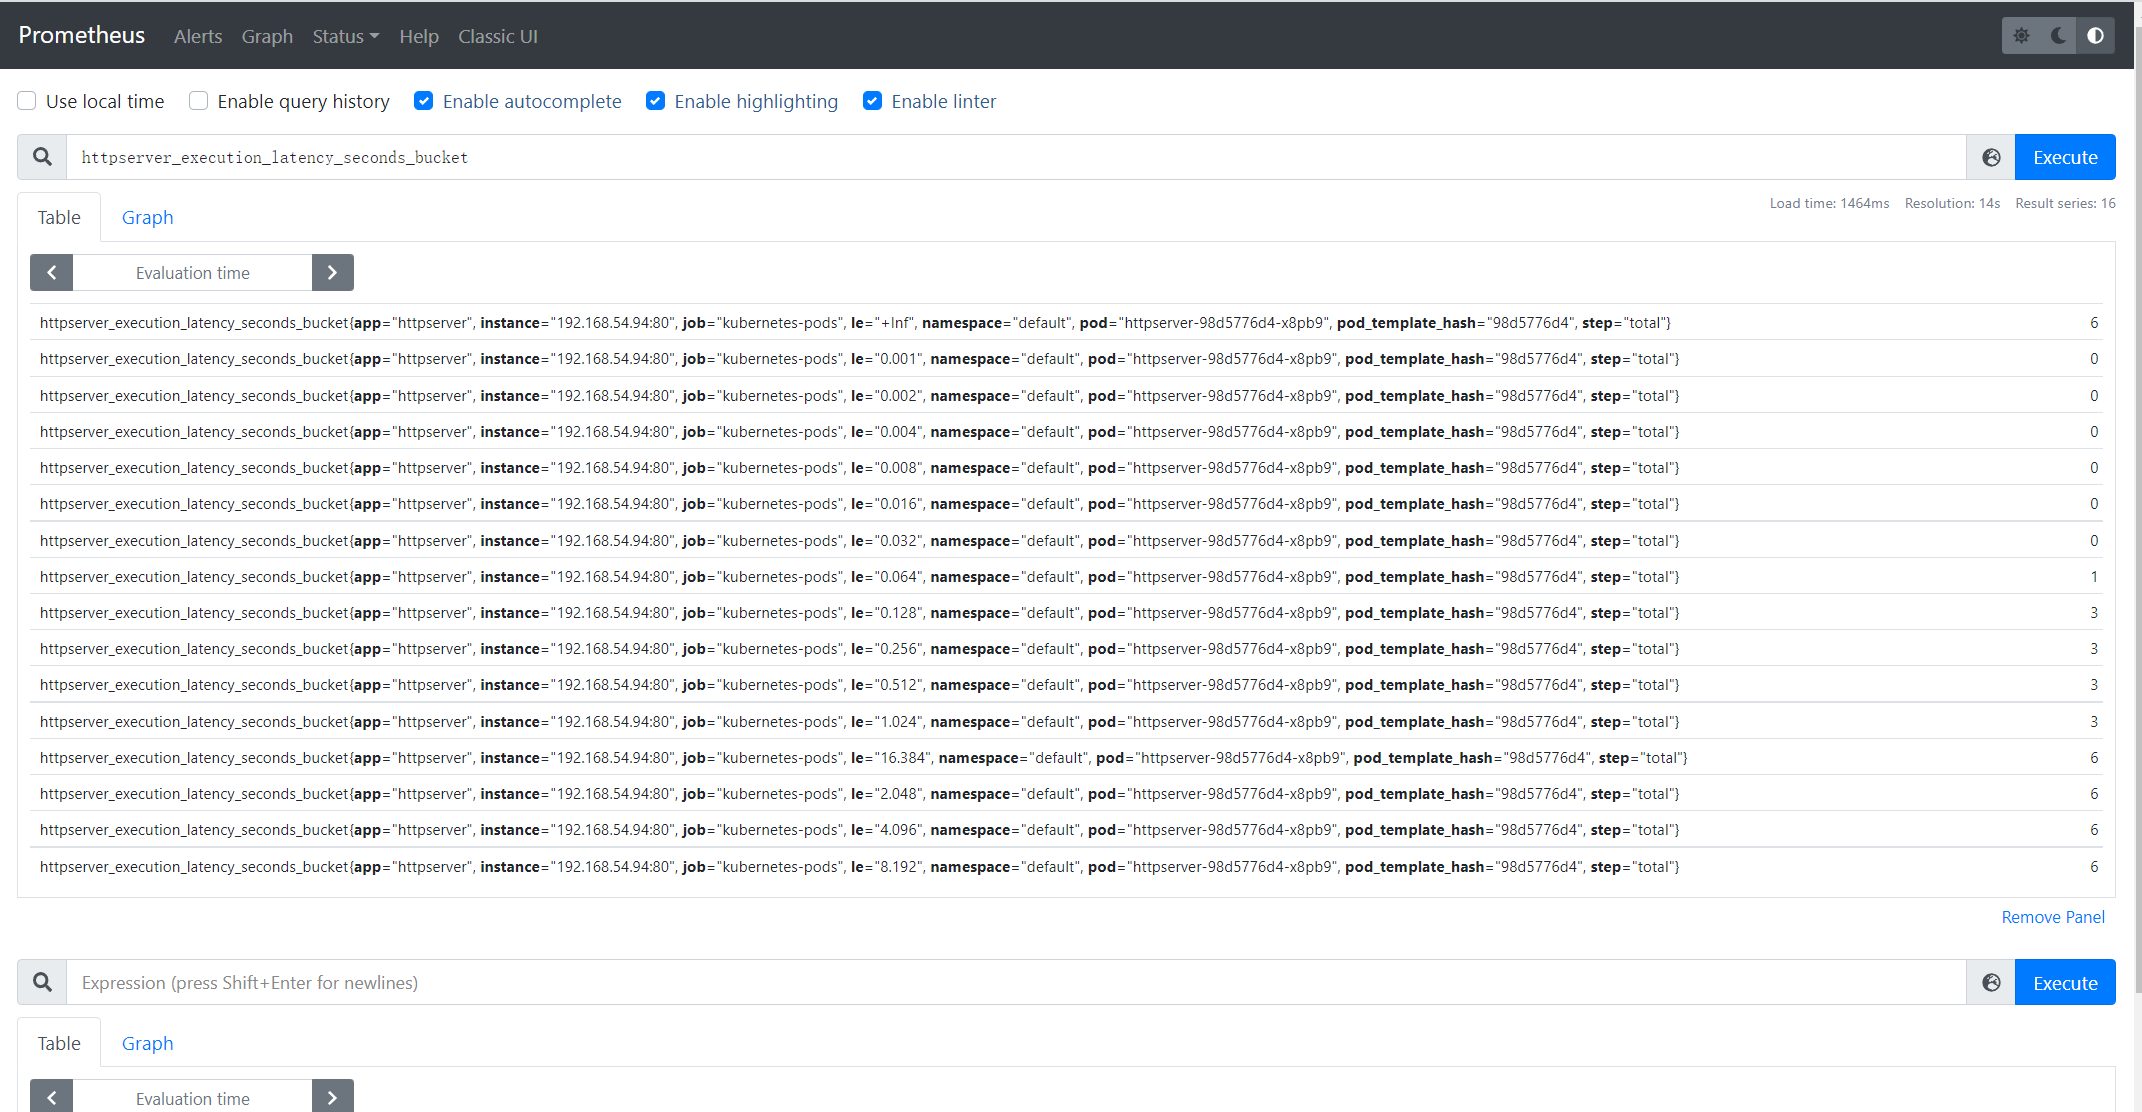 Prometheus Alerts Graph Status Help Classic UI
Use local time Enable query history Enable autocomplete Enable highlighting Enable linter
httpserver_execution_latency_seconds_bucket Execute
Table Graph Load time: 1464ms Resolution: 14s Result series: 16
Evaluation time
httpserver_execution_latency_seconds_bucket{app="httpserver", instance="192.168.54.94:80", job="kubernetes-pods", le="+Inf", namespace="default", pod="httpserver-98d5776d4-x8pb9", pod_template_hash="98d5776d4", step="total"} 6
httpserver_execution_latency_seconds_bucket{app="httpserver", instance="192.168.54.94:80", job="kubernetes-pods", le="0.001", namespace="default", pod="httpserver-98d5776d4-x8pb9", pod_template_hash="98d5776d4", step="total"} 0
httpserver_execution_latency_seconds_bucket{app="httpserver", instance="192.168.54.94:80", job="kubernetes-pods", le="0.002", namespace="default", pod="httpserver-98d5776d4-x8pb9", pod_template_hash="98d5776d4", step="total"} 0
httpserver_execution_latency_seconds_bucket{app="httpserver", instance="192.168.54.94:80", job="kubernetes-pods", le="0.004", namespace="default", pod="httpserver-98d5776d4-x8pb9", pod_template_hash="98d5776d4", step="total"} 0
httpserver_execution_latency_seconds_bucket{app="httpserver", instance="192.168.54.94:80", job="kubernetes-pods", le="0.008", namespace="default", pod="httpserver-98d5776d4-x8pb9", pod_template_hash="98d5776d4", step="total"} 0
httpserver_execution_latency_seconds_bucket{app="httpserver", instance="192.168.54.94:80", job="kubernetes-pods", le="0.016", namespace="default", pod="httpserver-98d5776d4-x8pb9", pod_template_hash="98d5776d4", step="total"} 0
httpserver_execution_latency_seconds_bucket{app="httpserver", instance="192.168.54.94:80", job="kubernetes-pods", le="0.032", namespace="default", pod="httpserver-98d5776d4-x8pb9", pod_template_hash="98d5776d4", step="total"} 0
httpserver_execution_latency_seconds_bucket{app="httpserver", instance="192.168.54.94:80", job="kubernetes-pods", le="0.064", namespace="default", pod="httpserver-98d5776d4-x8pb9", pod_template_hash="98d5776d4", step="total"} 1
httpserver_execution_latency_seconds_bucket{app="httpserver", instance="192.168.54.94:80", job="kubernetes-pods", le="0.128", namespace="default", pod="httpserver-98d5776d4-x8pb9", pod_template_hash="98d5776d4", step="total"} 3
httpserver_execution_latency_seconds_bucket{app="httpserver", instance="192.168.54.94:80", job="kubernetes-pods", le="0.256", namespace="default", pod="httpserver-98d5776d4-x8pb9", pod_template_hash="98d5776d4", step="total"} 3
httpserver_execution_latency_seconds_bucket{app="httpserver", instance="192.168.54.94:80", job="kubernetes-pods", le="0.512", namespace="default", pod="httpserver-98d5776d4-x8pb9", pod_template_hash="98d5776d4", step="total"} 3
httpserver_execution_latency_seconds_bucket{app="httpserver", instance="192.168.54.94:80", job="kubernetes-pods", le="1.024", namespace="default", pod="httpserver-98d5776d4-x8pb9", pod_template_hash="98d5776d4", step="total"} 3
httpserver_execution_latency_seconds_bucket{app="httpserver", instance="192.168.54.94:80", job="kubernetes-pods", le="16.384", namespace="default", pod="httpserver-98d5776d4-x8pb9", pod_template_hash="98d5776d4", step="total"} 6
httpserver_execution_latency_seconds_bucket{app="httpserver", instance="192.168.54.94:80", job="kubernetes-pods", le="2.048", namespace="default", pod="httpserver-98d5776d4-x8pb9", pod_template_hash="98d5776d4", step="total"} 6
httpserver_execution_latency_seconds_bucket{app="httpserver", instance="192.168.54.94:80", job="kubernetes-pods", le="4.096", namespace="default", pod="httpserver-98d5776d4-x8pb9", pod_template_hash="98d5776d4", step="total"} 6
httpserver_execution_latency_seconds_bucket{app="httpserver", instance="192.168.54.94:80", job="kubernetes-pods", le="8.192", namespace="default", pod="httpserver-98d5776d4-x8pb9", pod_template_hash="98d5776d4", step="total"} 6
Remove Panel
Expression (press Shift+Enter for newlines) Execute
Table Graph
Evaluation time